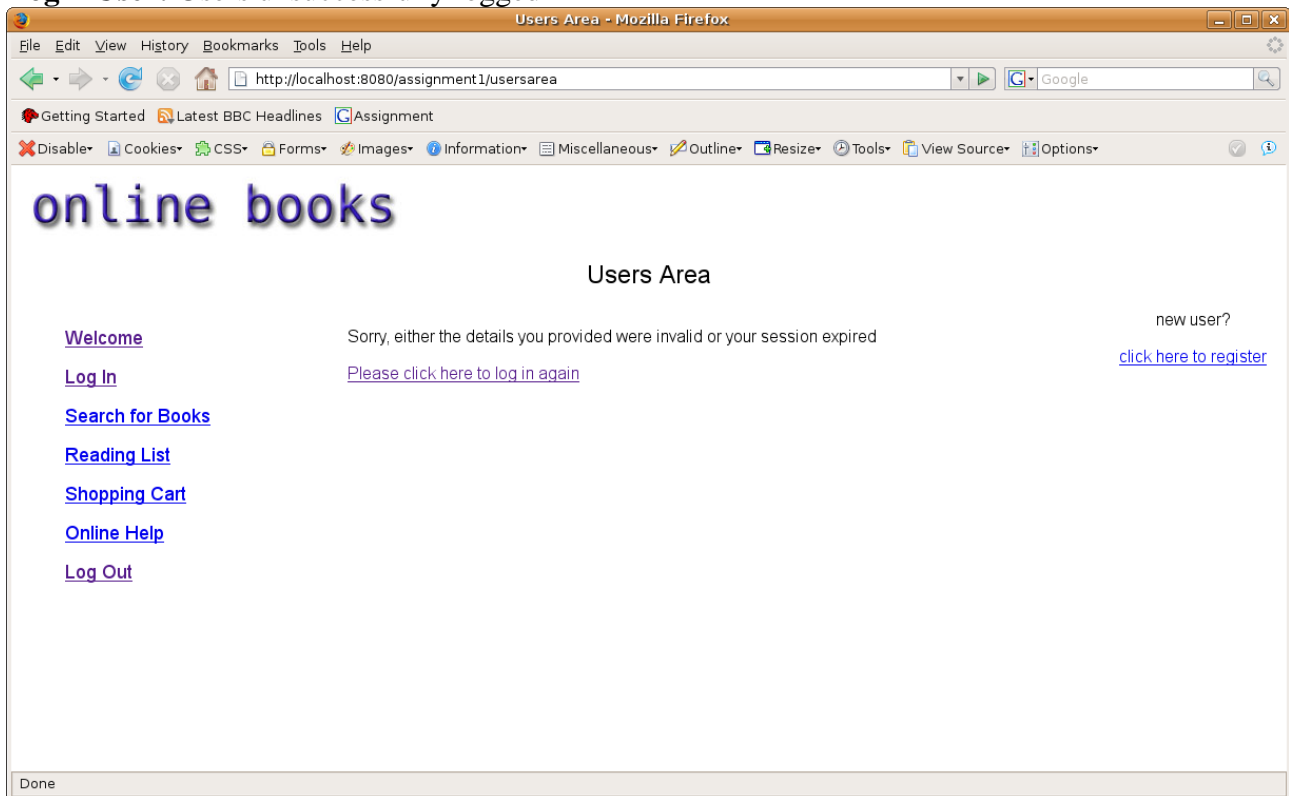 Users Area - Mozilla Firefox
File Edit View History Bookmarks Tools Help
http://localhost:8080/assignment1/usersarea Google
Getting Started Latest BBC Headlines Assignment
Disable Cookies CSS Forms Images Information Miscellaneous Outline Resize Tools View Source Options
online books
Users Area
new user?
click here to register
Welcome
Log In
Search for Books
Reading List
Shopping Cart
Online Help
Log Out
Sorry, either the details you provided were invalid or your session expired
Please click here to log in again
Done